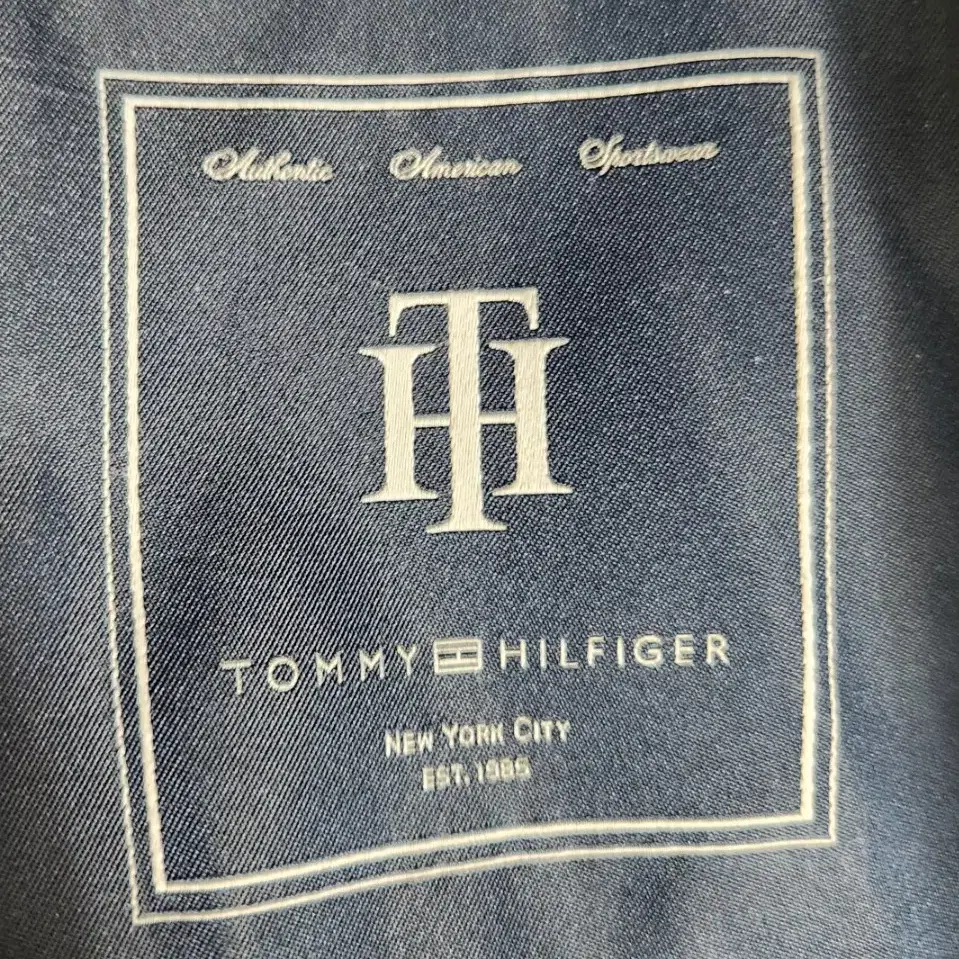 Authentic American Sportswear
TH
TOMMY HILFIGER
NEW YORK CITY
EST. 1985